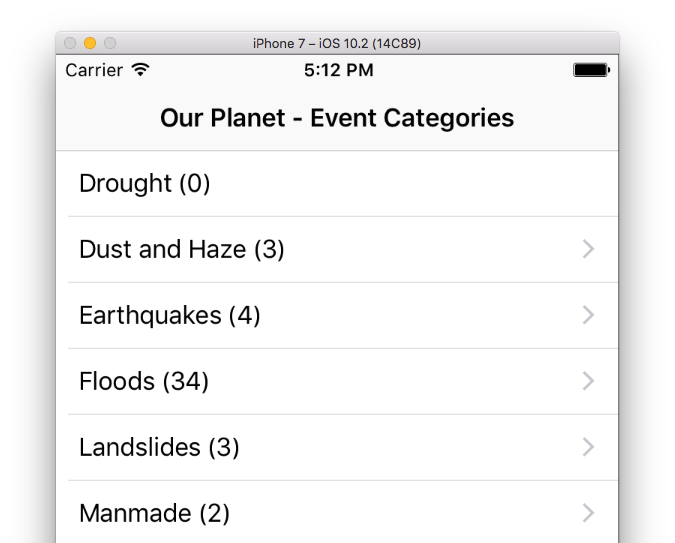 iPhone 7 – iOS 10.2 (14C89)
Carrier 5:12 PM
Our Planet - Event Categories
Drought (0)
Dust and Haze (3)
Earthquakes (4)
Floods (34)
Landslides (3)
Manmade (2)